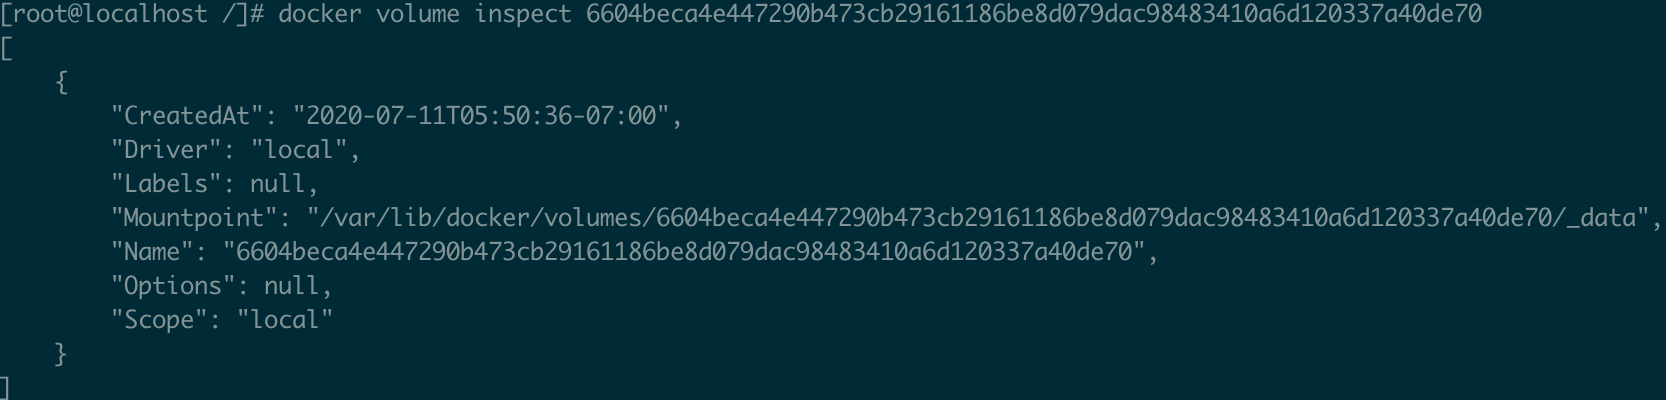 [root@localhost /]# docker volume inspect 6604beca4e447290b473cb29161186be8d079dac98483410a6d120337a40de70
[
    {
        "CreatedAt": "2020-07-11T05:50:36-07:00",
        "Driver": "local",
        "Labels": null,
        "Mountpoint": "/var/lib/docker/volumes/6604beca4e447290b473cb29161186be8d079dac98483410a6d120337a40de70/_data",
        "Name": "6604beca4e447290b473cb29161186be8d079dac98483410a6d120337a40de70",
        "Options": null,
        "Scope": "local"
    }
]